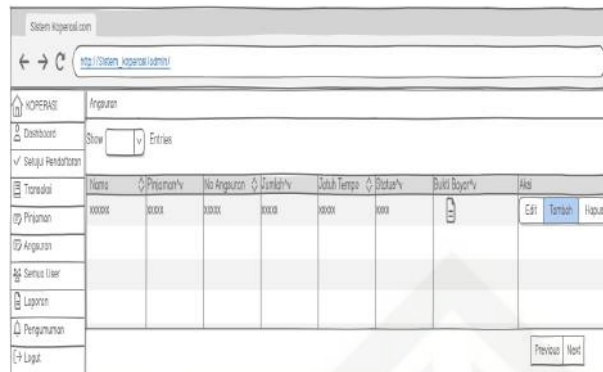 Sistem Koperasi.com
http://Sistem_koperasi/admin/
KOPERASI
Dashboard
Setujui Pendaftaran
Transaksi
Pinjaman
Angsuran
Semua User
Laporan
Pengumuman
Logut
Angsuran
Show Entries
Nama Pinjaman^v No Angsuran Jumlah^v Jatuh Tempo Status^v Bukti Bayar^v Aksi
xxxxxx xxxxx xxxxx xxxxx xxxxx xxxx Edit Tambah Hapus
Previous Next